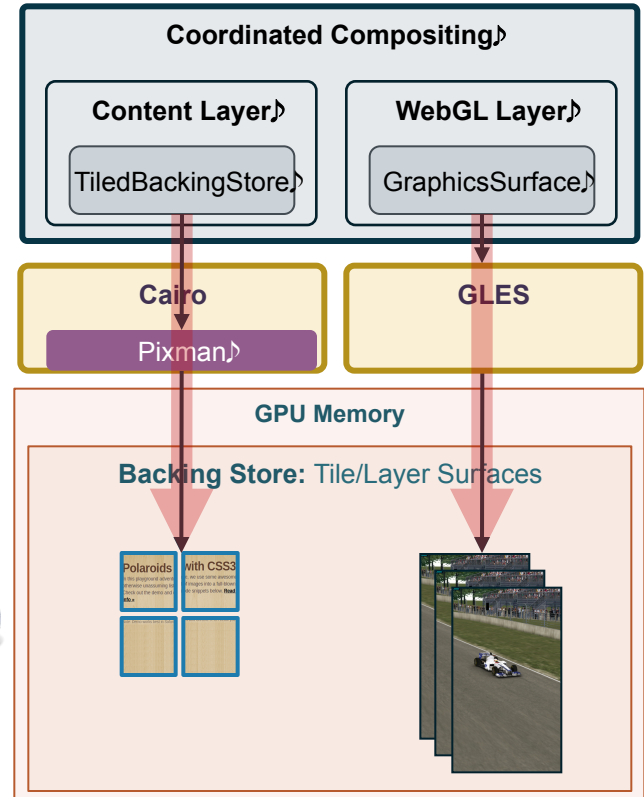 Coordinated Compositing♪
Content Layer♪
WebGL Layer♪
TiledBackingStore♪
GraphicsSurface♪
Cairo
GLES
Pixman♪
GPU Memory
Backing Store: Tile/Layer Surfaces
Polaroids with CSS3